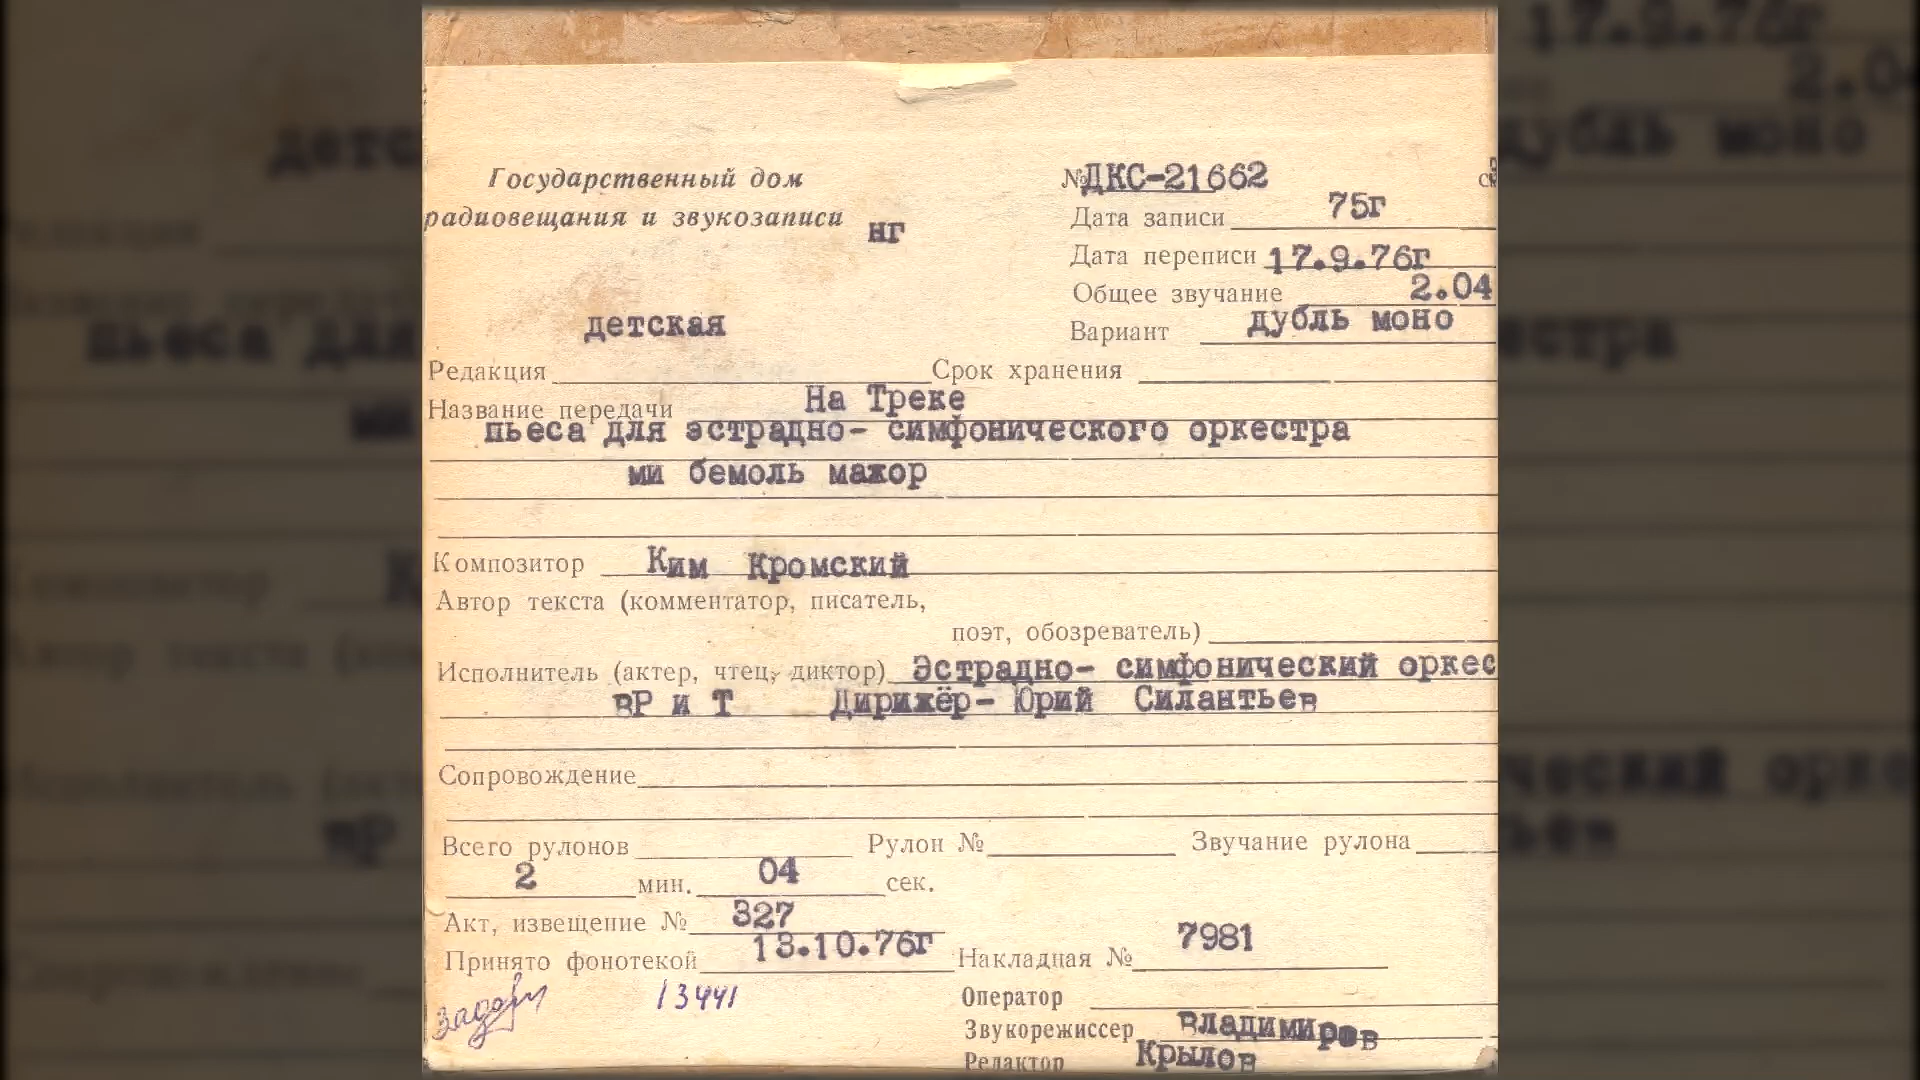 Государственный дом
радиовещания и звукозаписи
нг
№ ДКС-21662
Дата записи 75г
Дата переписи 17.9.76г
Общее звучание 2.04
Вариант дубль моно
детская
Редакция Срок хранения
Название передачи На Треке
пьеса для эстрадно- симфонического оркестра
ми бемоль мажор
Композитор Ким Кромский
Автор текста (комментатор, писатель,
поэт, обозреватель)
Исполнитель (актер, чтец, диктор) Эстрадно- симфонический оркес
ВР и Т Дирижёр- Юрий Силантьев
Сопровождение
Всего рулонов Рулон № Звучание рулона
2 мин. 04 сек.
Акт, извещение № 327
Принято фонотекой 13.10.76г Накладная № 7981
13441
Оператор
Звукорежиссер Владимиров
Редактор Крылов